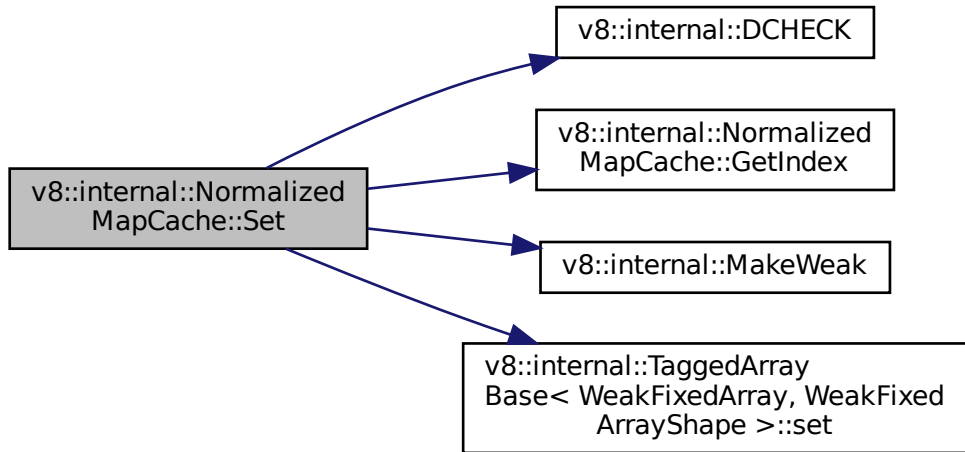 v8::internal::DCHECK
v8::internal::Normalized
MapCache::GetIndex
v8::internal::Normalized
MapCache::Set
v8::internal::MakeWeak
v8::internal::TaggedArray
Base< WeakFixedArray, WeakFixed
ArrayShape >::set